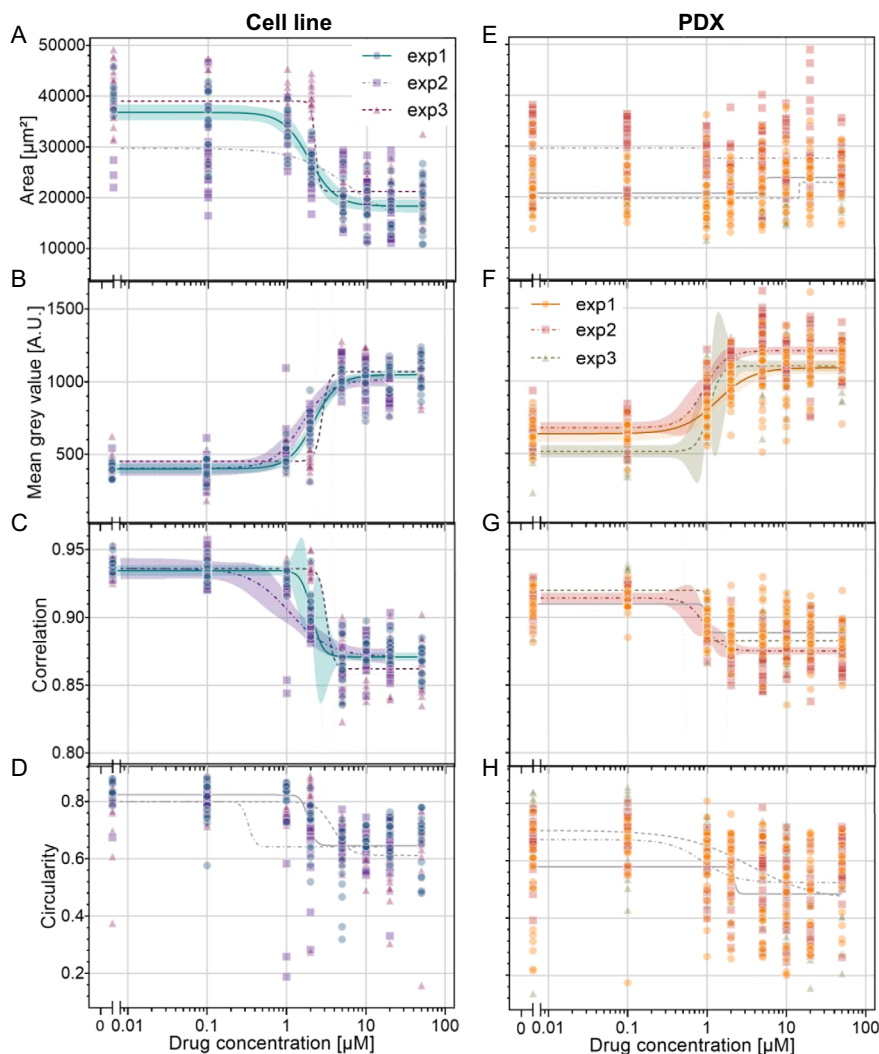 Cell line
PDX
A
E
50000
40000
30000
20000
10000
Area [µm²]
exp1
exp2
exp3
B
F
1500
1000
500
Mean grey value [A.U.]
exp1
exp2
exp3
C
G
0.95
0.90
0.85
0.80
Correlation
D
H
0.8
0.6
0.4
0.2
Circularity
0 0.01 0.1 1 10 100
0 0.01 0.1 1 10 100
Drug concentration [µM]
Drug concentration [µM]